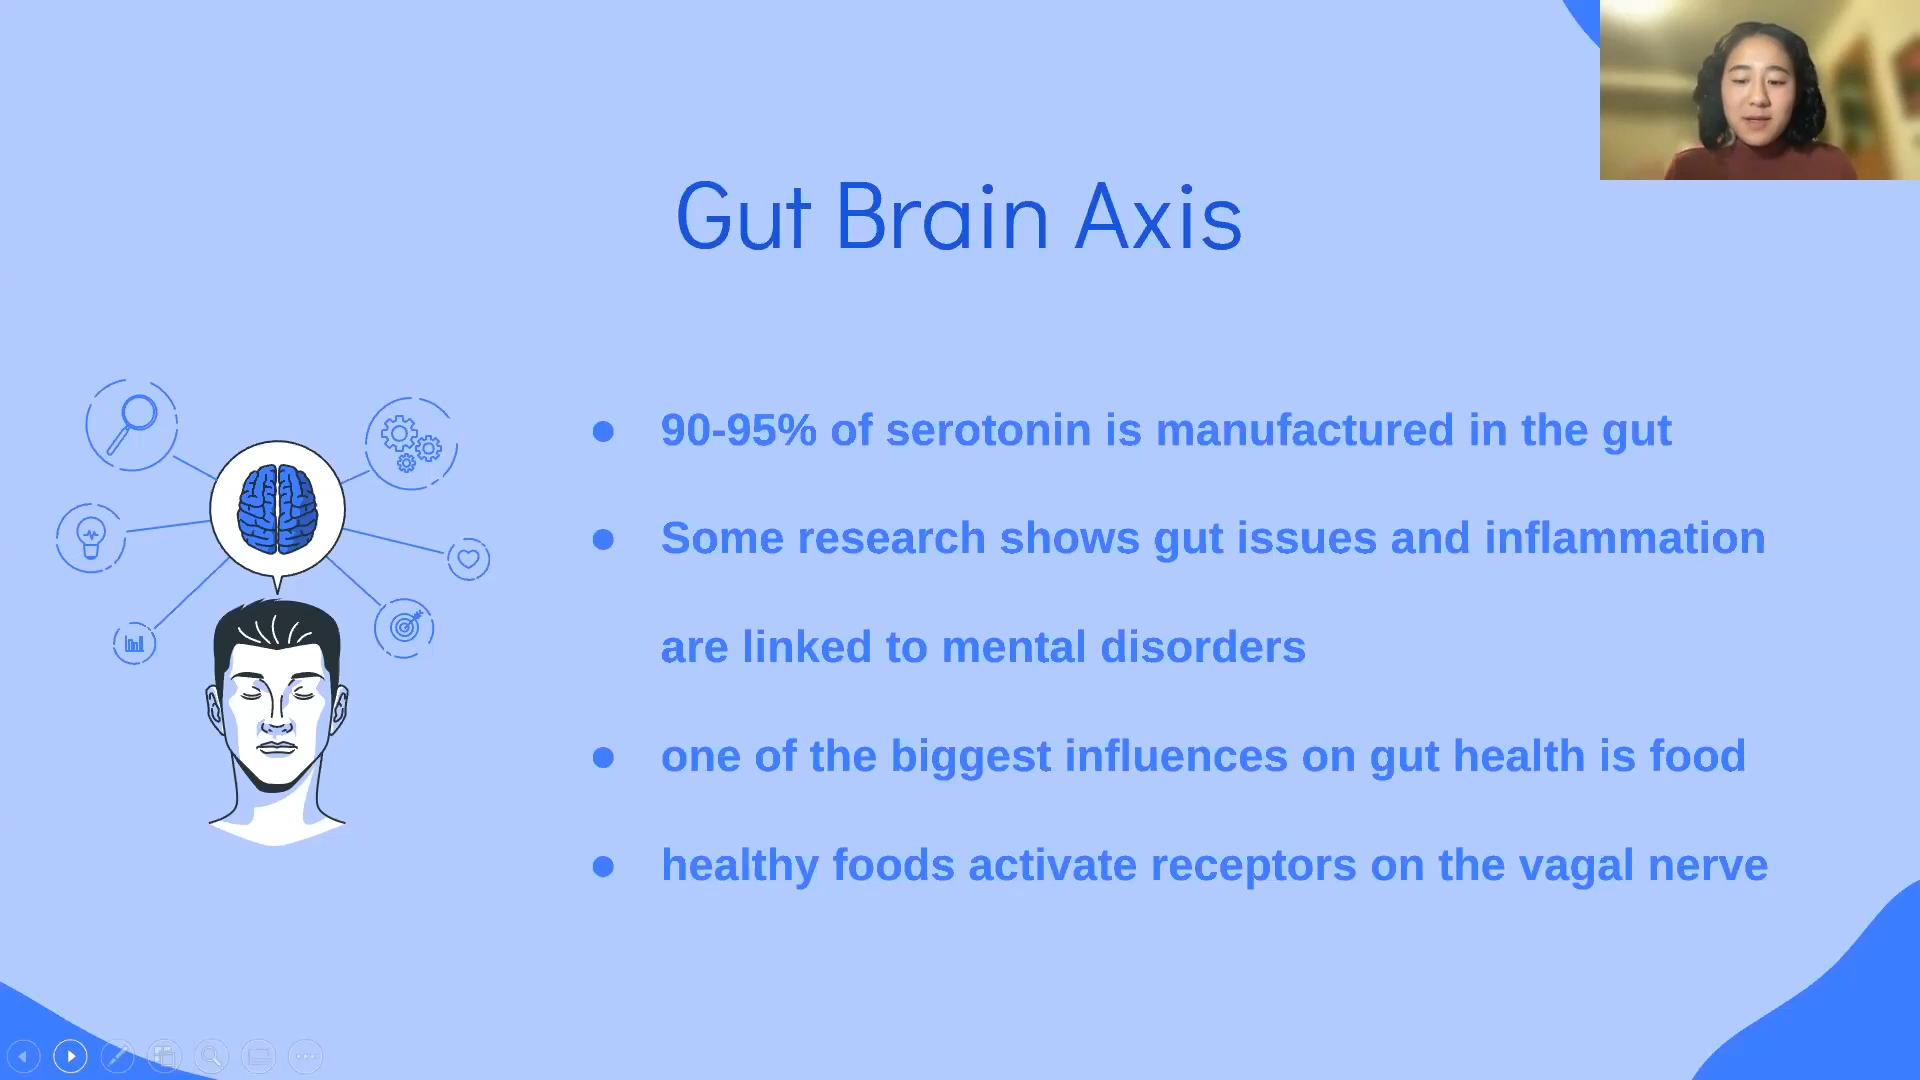 Gut Brain Axis
● 90-95% of serotonin is manufactured in the gut
● Some research shows gut issues and inflammation
are linked to mental disorders
● one of the biggest influences on gut health is food
● healthy foods activate receptors on the vagal nerve